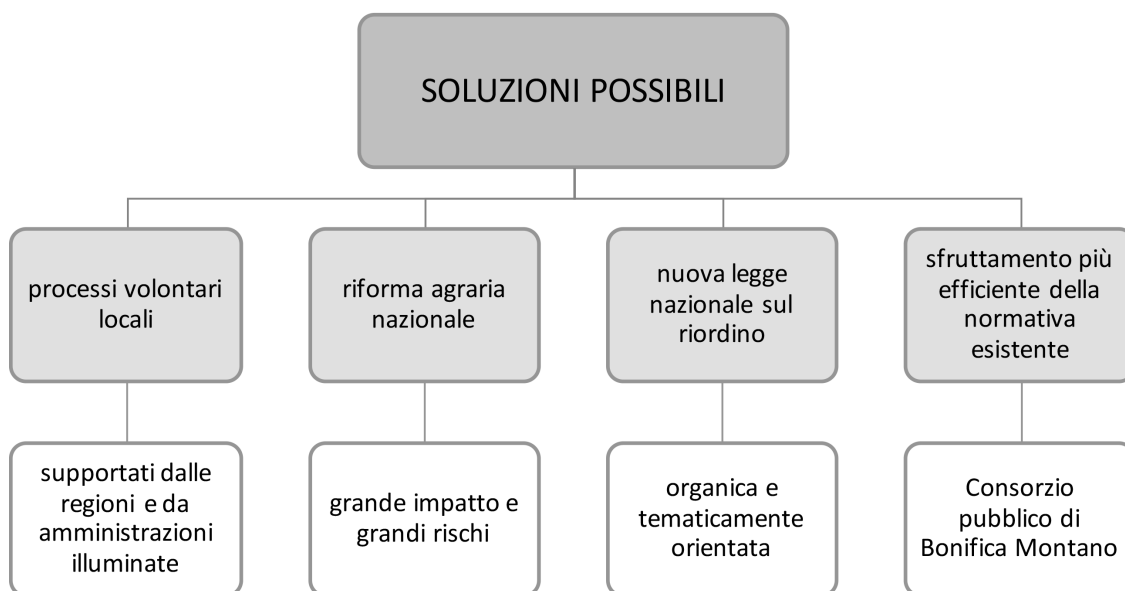 SOLUZIONI POSSIBILI
processi volontari
locali
riforma agraria
nazionale
nuova legge
nazionale sul
riordino
sfruttamento più
efficiente della
normativa
esistente
supportati dalle
regioni e da
amministrazioni
illuminate
grande impatto e
grandi rischi
organica e
tematicamente
orientata
Consorzio
pubblico di
Bonifica Montano